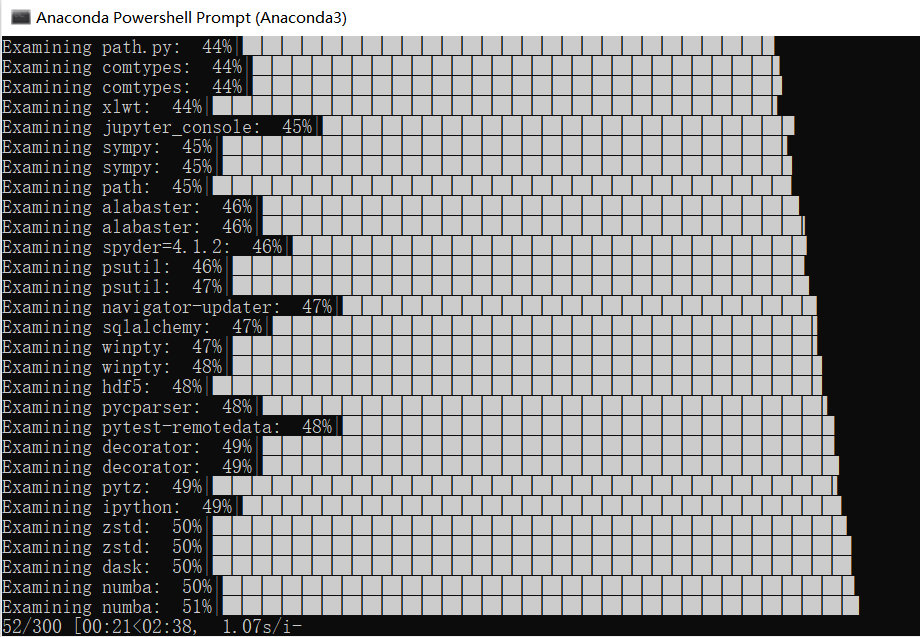 Anaconda Powershell Prompt (Anaconda3)
Examining path.py:  44%|
Examining comtypes:  44%|
Examining comtypes:  44%|
Examining xlwt:  44%|
Examining jupyter_console:  45%|
Examining sympy:  45%|
Examining sympy:  45%|
Examining path:  45%|
Examining alabaster:  46%|
Examining alabaster:  46%|
Examining spyder=4.1.2:  46%|
Examining psutil:  46%|
Examining psutil:  47%|
Examining navigator-updater:  47%|
Examining sqlalchemy:  47%|
Examining winpty:  47%|
Examining winpty:  48%|
Examining hdf5:  48%|
Examining pycparser:  48%|
Examining pytest-remotedata:  48%|
Examining decorator:  49%|
Examining decorator:  49%|
Examining pytz:  49%|
Examining ipython:  49%|
Examining zstd:  50%|
Examining zstd:  50%|
Examining dask:  50%|
Examining numba:  50%|
Examining numba:  51%|
52/300 [00:21<02:38,  1.07s/i-